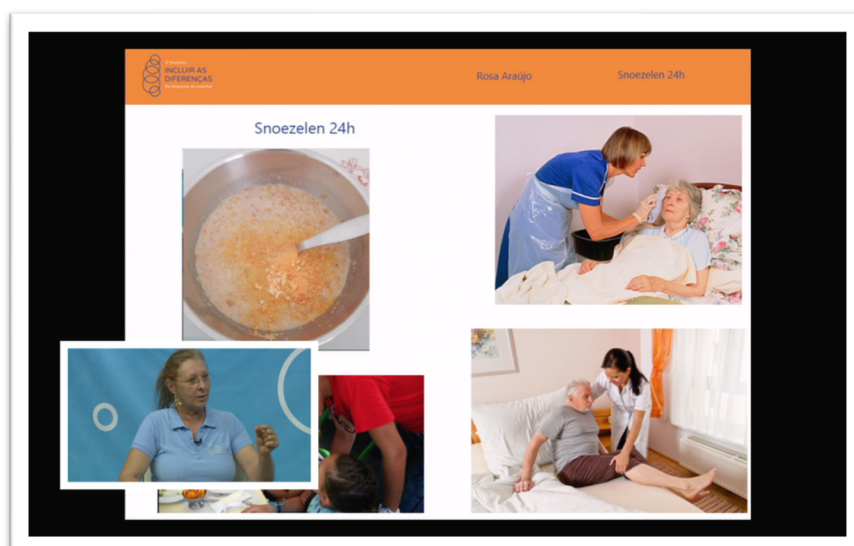 INCLUIR AS
DIFERENÇAS
Rosa Araújo
Snoezelen 24h
Snoezelen 24h